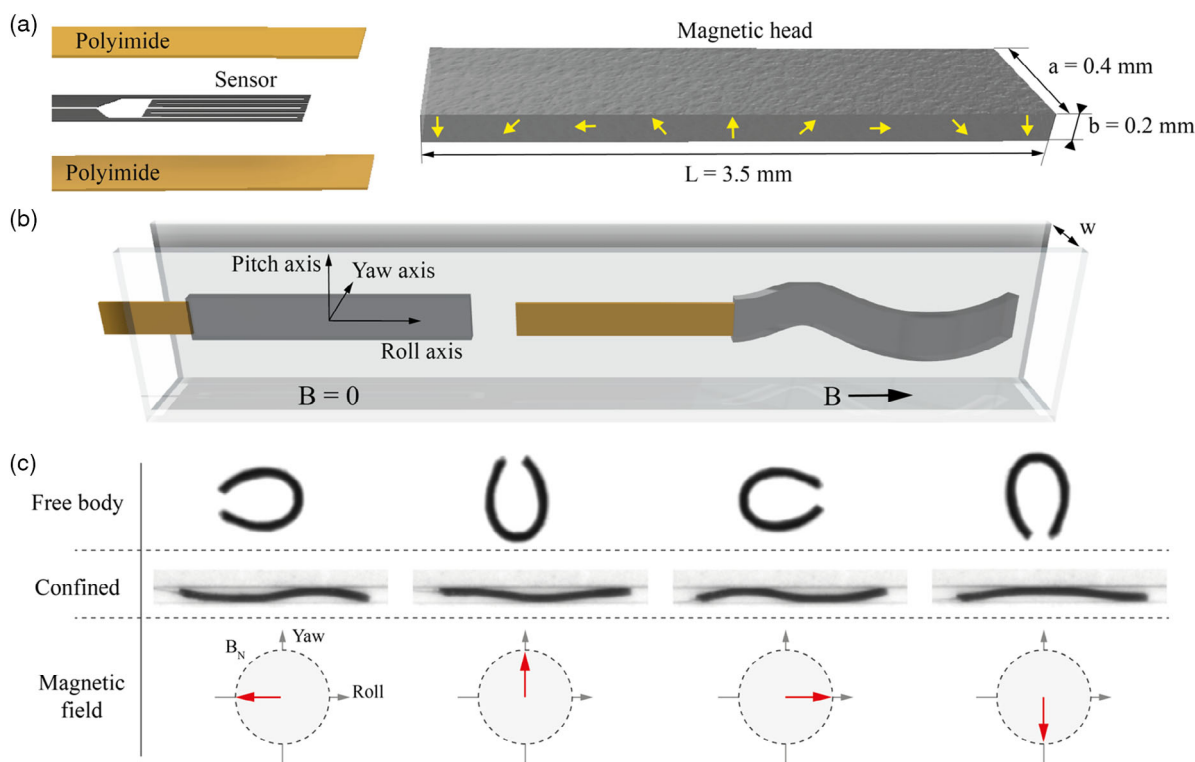 (a)
Polyimide
Sensor
Polyimide
Magnetic head
a = 0.4 mm
b = 0.2 mm
L = 3.5 mm
(b)
w
Pitch axis
Yaw axis
Roll axis
B = 0
B
(c)
Free body
Confined
Magnetic
field
B_N
Yaw
Roll